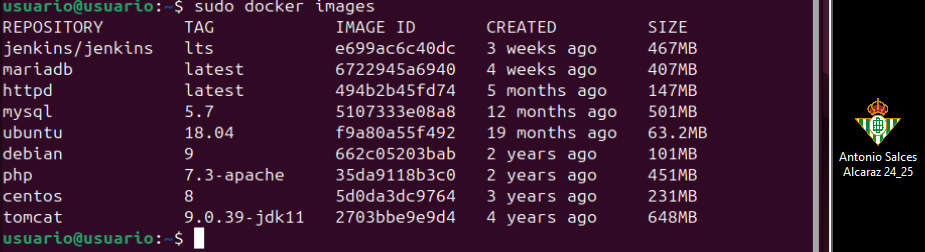 usuario@usuario:~$ sudo docker images
REPOSITORY TAG IMAGE ID CREATED SIZE
jenkins/jenkins lts e699ac6c40dc 3 weeks ago 467MB
mariadb latest 6722945a6940 4 weeks ago 407MB
httpd latest 494b2b45fd74 5 months ago 147MB
mysql 5.7 5107333e08a8 12 months ago 501MB
ubuntu 18.04 f9a80a55f492 19 months ago 63.2MB
debian 9 662c05203bab 2 years ago 101MB
php 7.3-apache 35da9118b3c0 2 years ago 451MB
centos 8 5d0da3dc9764 3 years ago 231MB
tomcat 9.0.39-jdk11 2703bbe9e9d4 4 years ago 648MB
usuario@usuario:~$
Antonio Salces
Alcaraz 24_25